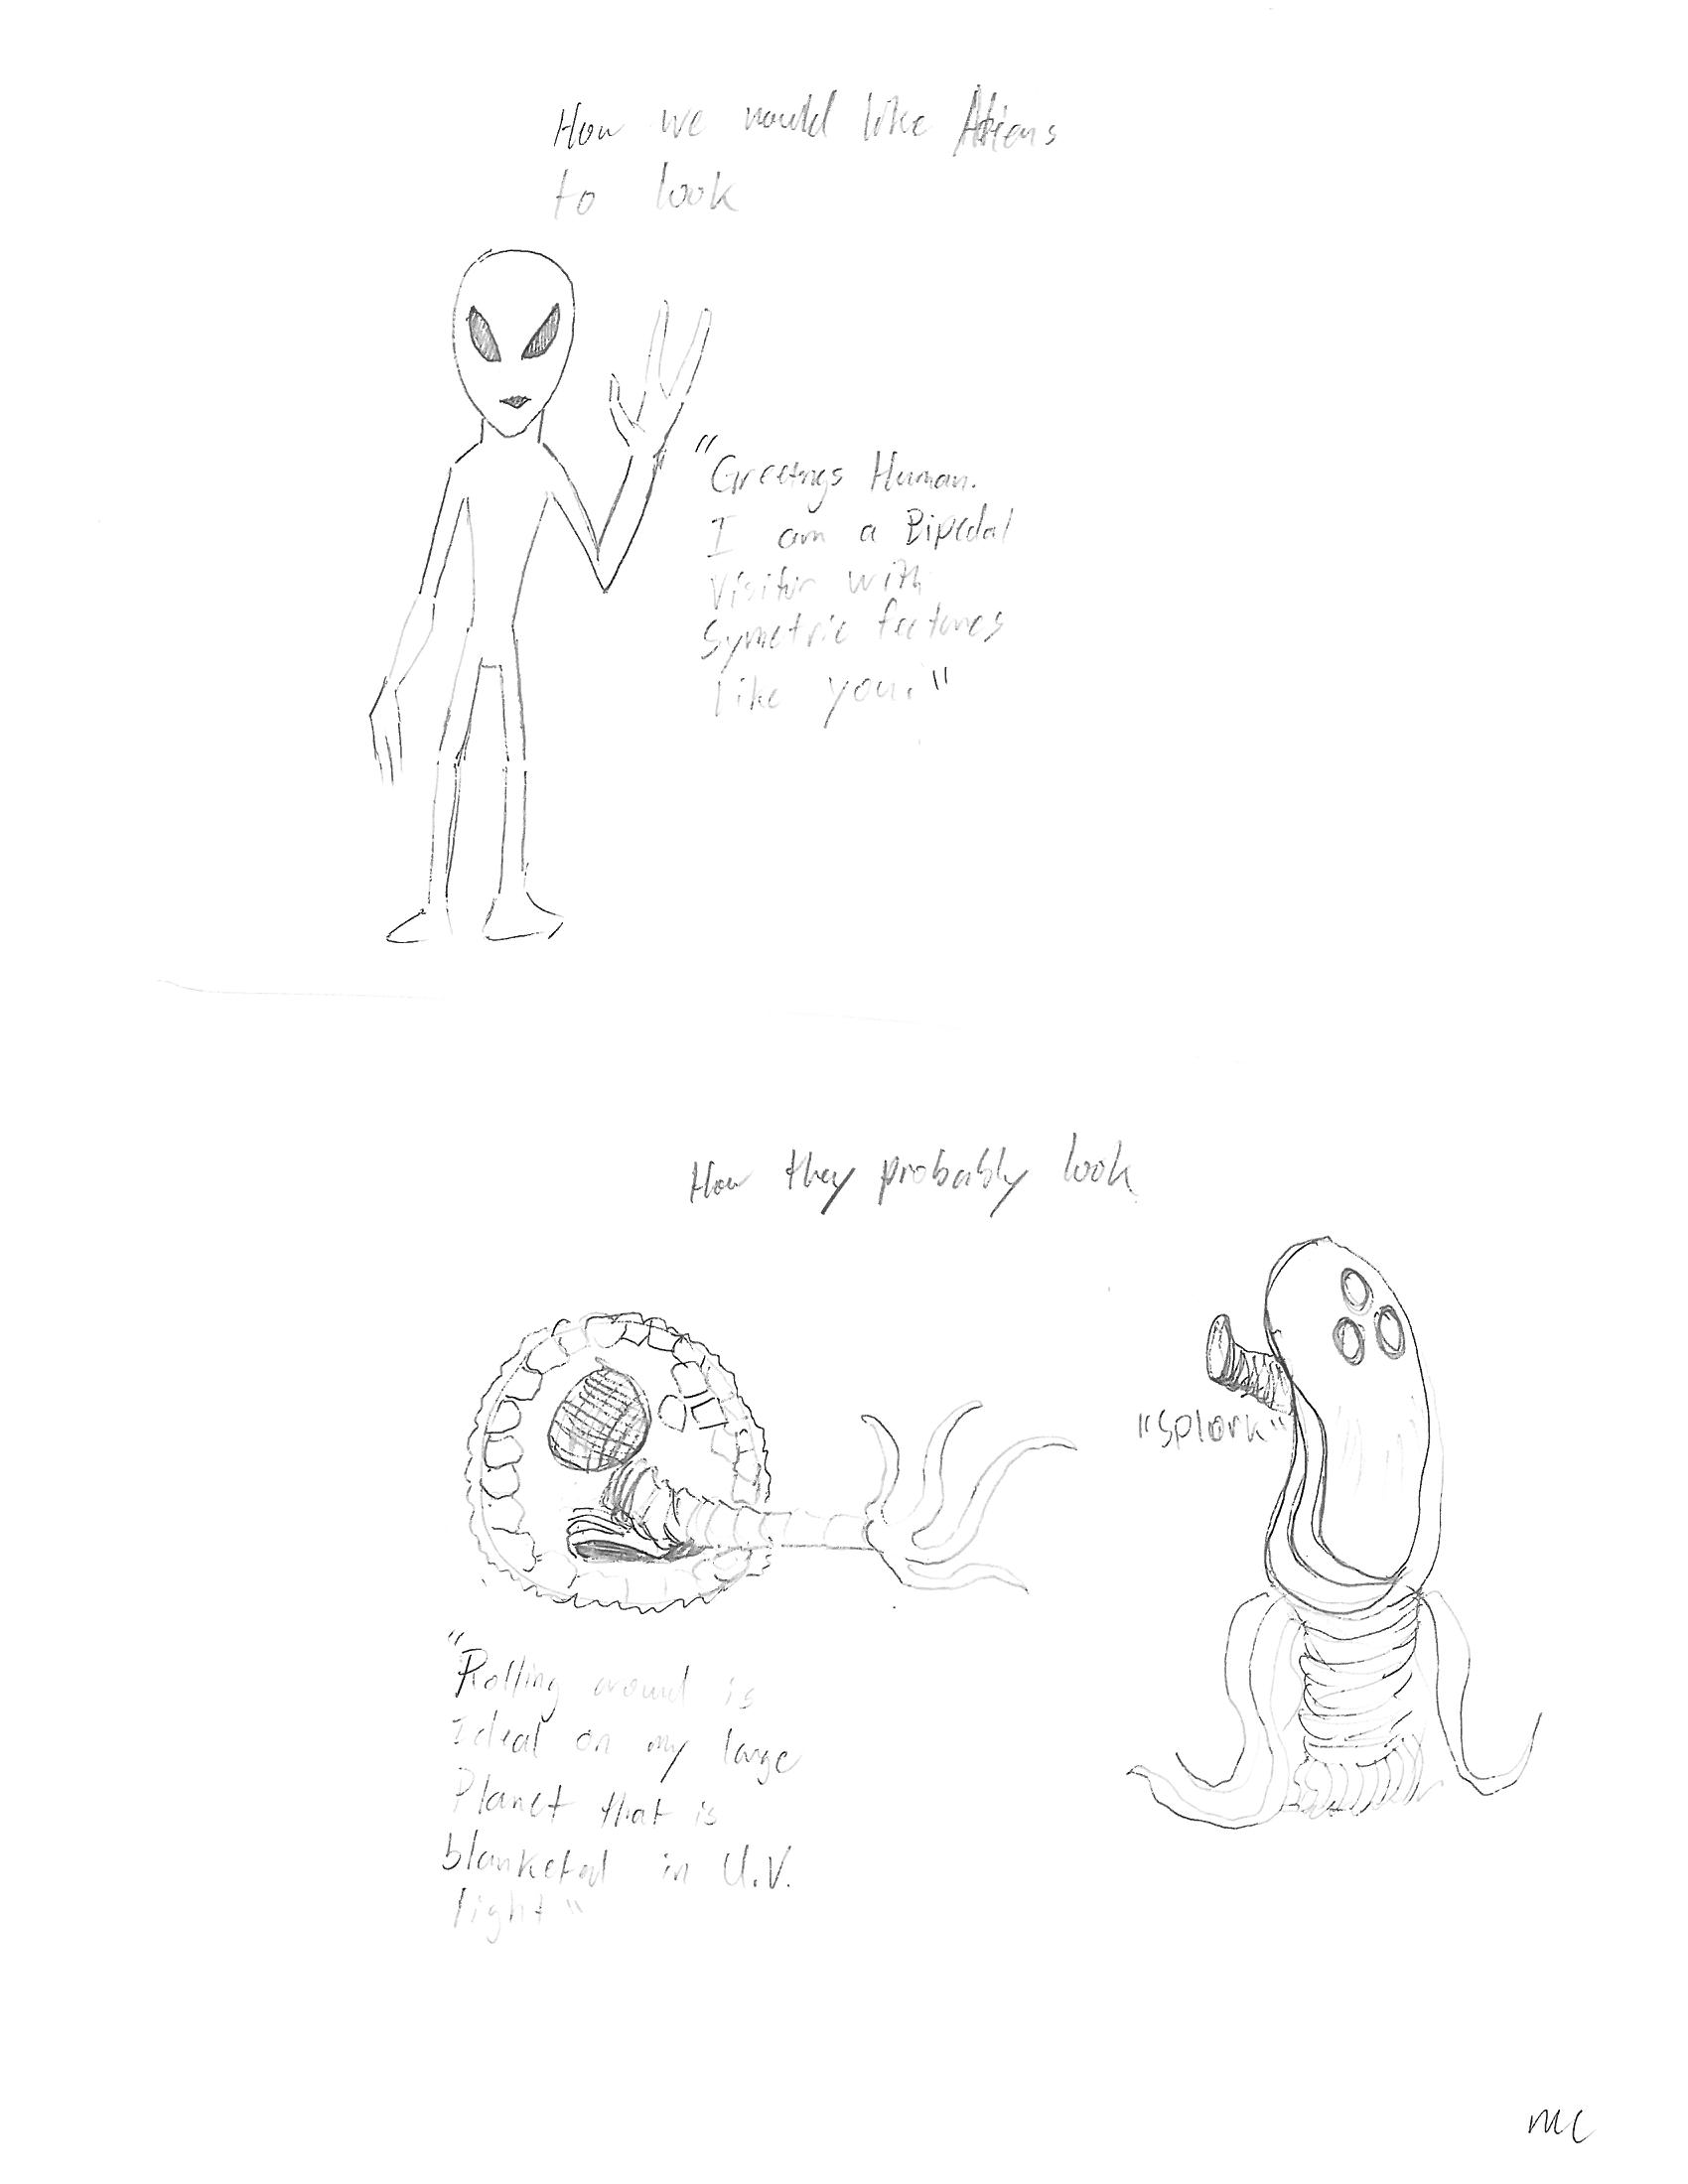 How we would like Aliens
to look
"Greetings Human.
I am a Bipedal
Visitor with
Symetric features
like you."
How they probably look
"Splork"
"Rolling around is
Ideal on my large
Planet that is
blanketed in U.V.
light"
MC